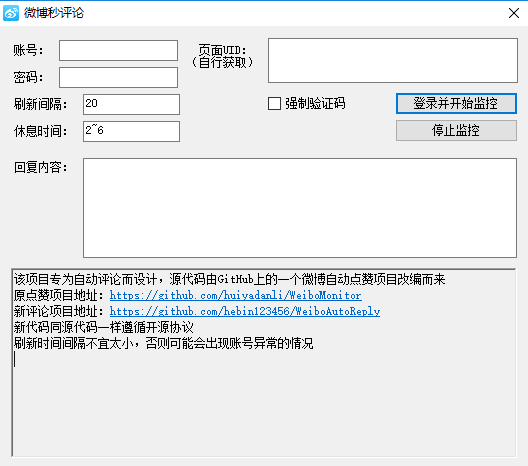 微博秒评论
账号：
页面UID：
（自行获取）
密码：
刷新间隔：
20
强制验证码
登录并开始监控
休息时间：
2~6
停止监控
回复内容：
该项目专为自动评论而设计，源代码由GitHub上的一个微博自动点赞项目改编而来
原点赞项目地址：https://github.com/huiyadanli/WeiboMonitor
新评论项目地址：https://github.com/hebin123456/WeiboAutoReply
新代码同源代码一样遵循开源协议
刷新时间间隔不宜太小，否则可能会出现账号异常的情况